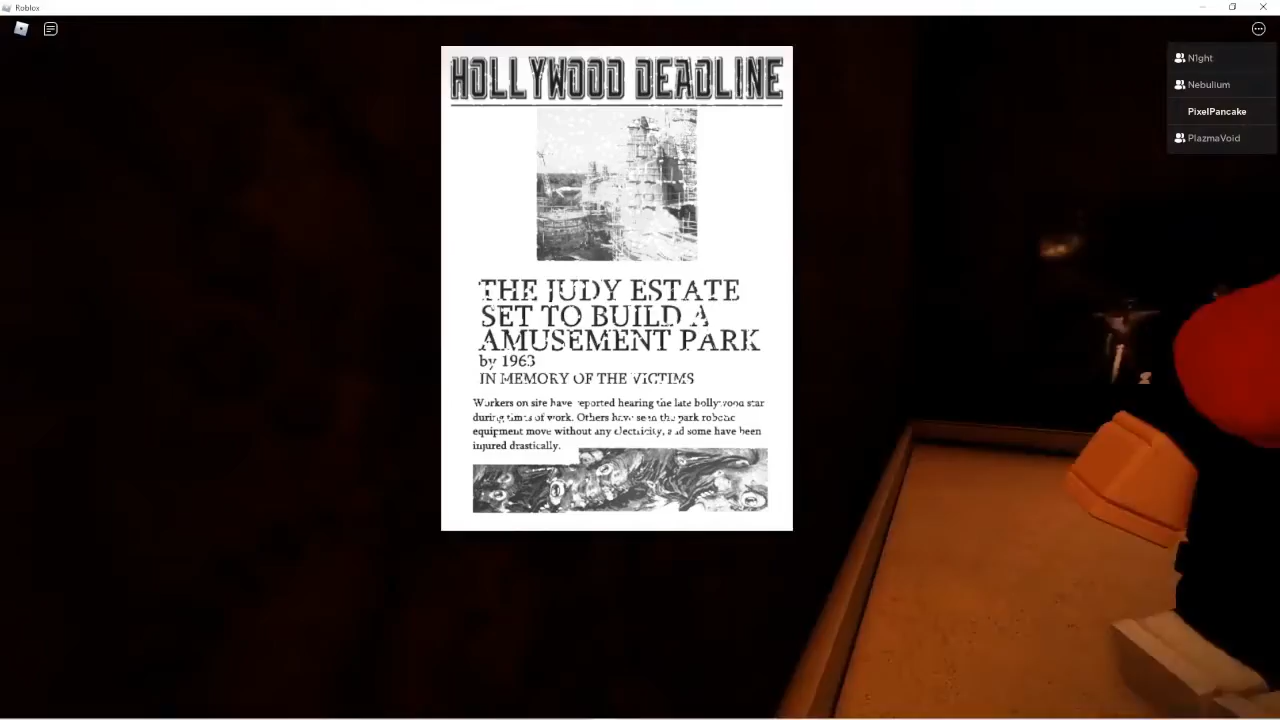 Roblox
N1ght
Nebulium
PixelPancake
PlazmaVoid
HOLLYWOOD DEADLINE
THE JUDY ESTATE
SET TO BUILD A
AMUSEMENT PARK
by 1963
IN MEMORY OF THE VICTIMS
Workers on site have reported hearing the late hollywood star
during times of work. Others have seen the park robotic
equipment move without any electricity, and some have been
injured drastically.